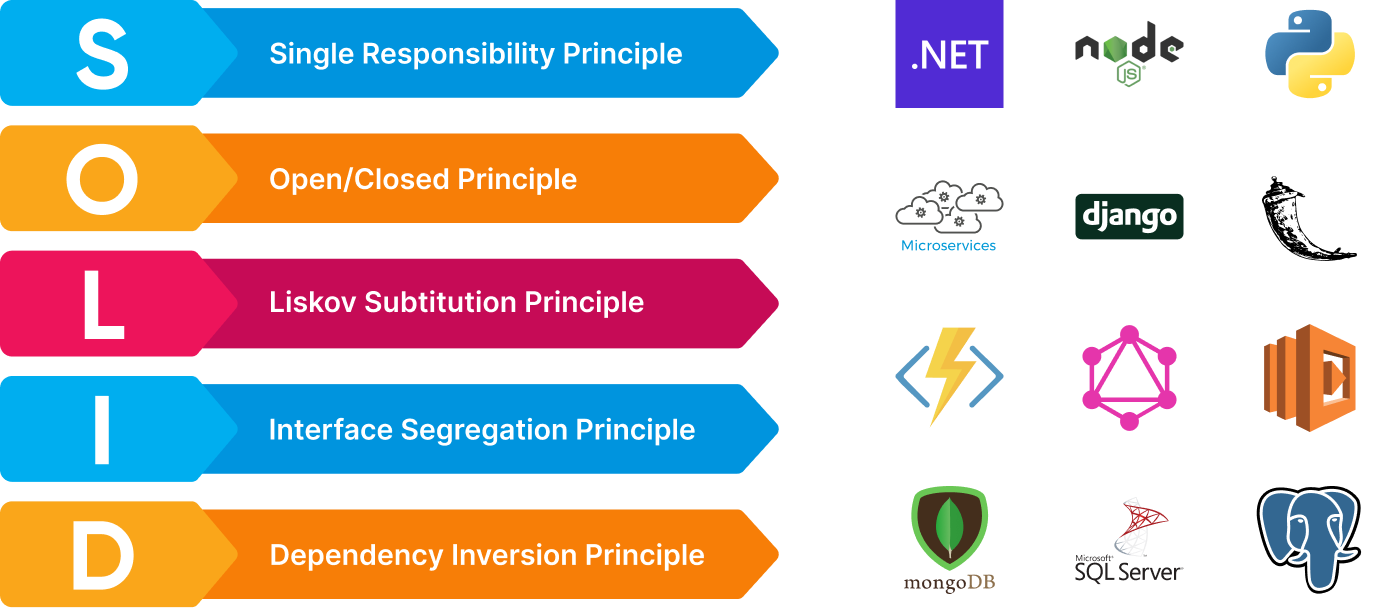 S
Single Responsibility Principle
O
Open/Closed Principle
L
Liskov Subtitution Principle
I
Interface Segregation Principle
D
Dependency Inversion Principle
.NET
node
JS
Microservices
django
mongoDB
Microsoft®
SQL Server